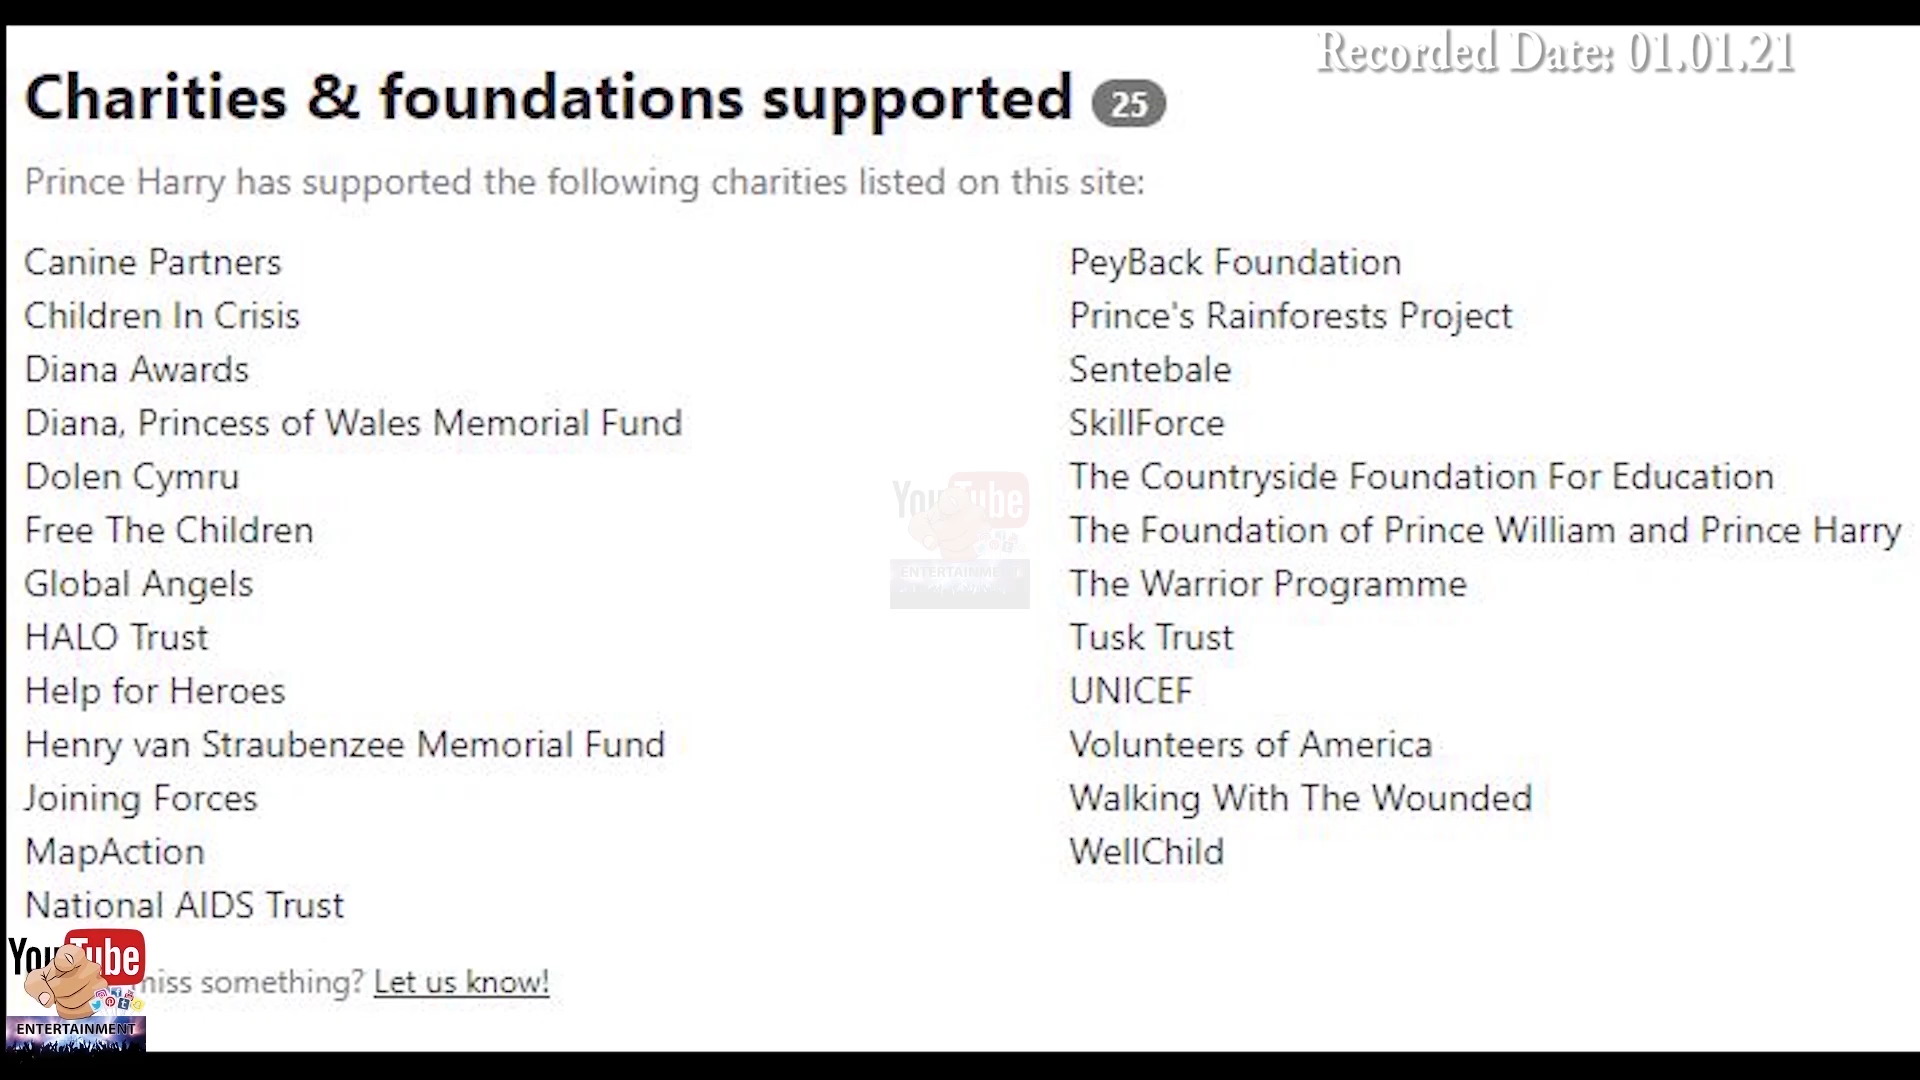 Recorded Date: 01.01.21
Charities & foundations supported 25
Prince Harry has supported the following charities listed on this site:
Canine Partners
Children In Crisis
Diana Awards
Diana, Princess of Wales Memorial Fund
Dolen Cymru
Free The Children
Global Angels
HALO Trust
Help for Heroes
Henry van Straubenzee Memorial Fund
Joining Forces
MapAction
National AIDS Trust
PeyBack Foundation
Prince's Rainforests Project
Sentebale
SkillForce
The Countryside Foundation For Education
The Foundation of Prince William and Prince Harry
The Warrior Programme
Tusk Trust
UNICEF
Volunteers of America
Walking With The Wounded
WellChild
YouTube
ENTERTAINMENT
something? Let us know!
YouTube
ENTERTAINMENT